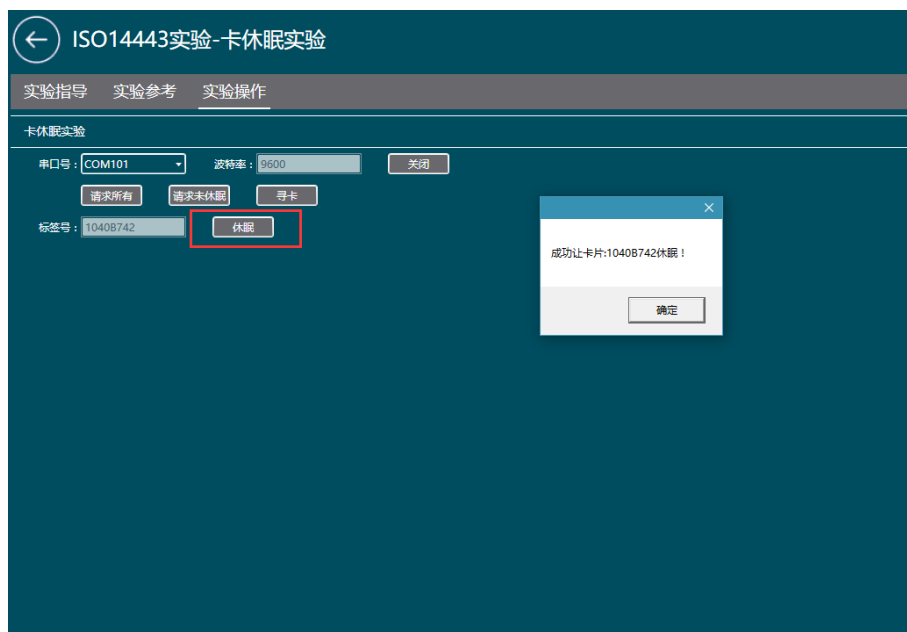 ISO14443实验-卡休眠实验
实验指导 实验参考 实验操作
卡休眠实验
串口号: COM101 波特率: 9600 关闭
请求所有 请求未休眠 寻卡
标签号: 1040B742 休眠
成功让卡片:1040B742休眠!
确定